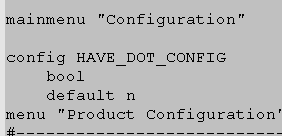 mainmenu "Configuration"
config HAVE_DOT_CONFIG
bool
default n
menu "Product Configuration"
#---------------------------